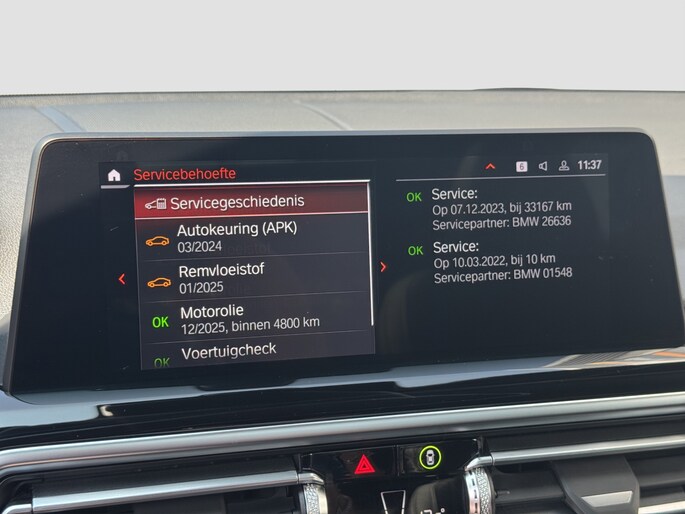 Servicebehoefte
6
11:37
Servicegeschiedenis
Autokeuring (APK)
03/2024
Remvloeistof
01/2025
OK Motorolie
12/2025, binnen 4800 km
OK Voertuigcheck
OK Service:
Op 07.12.2023, bij 33167 km
Servicepartner: BMW 26636
OK Service:
Op 10.03.2022, bij 10 km
Servicepartner: BMW 01548